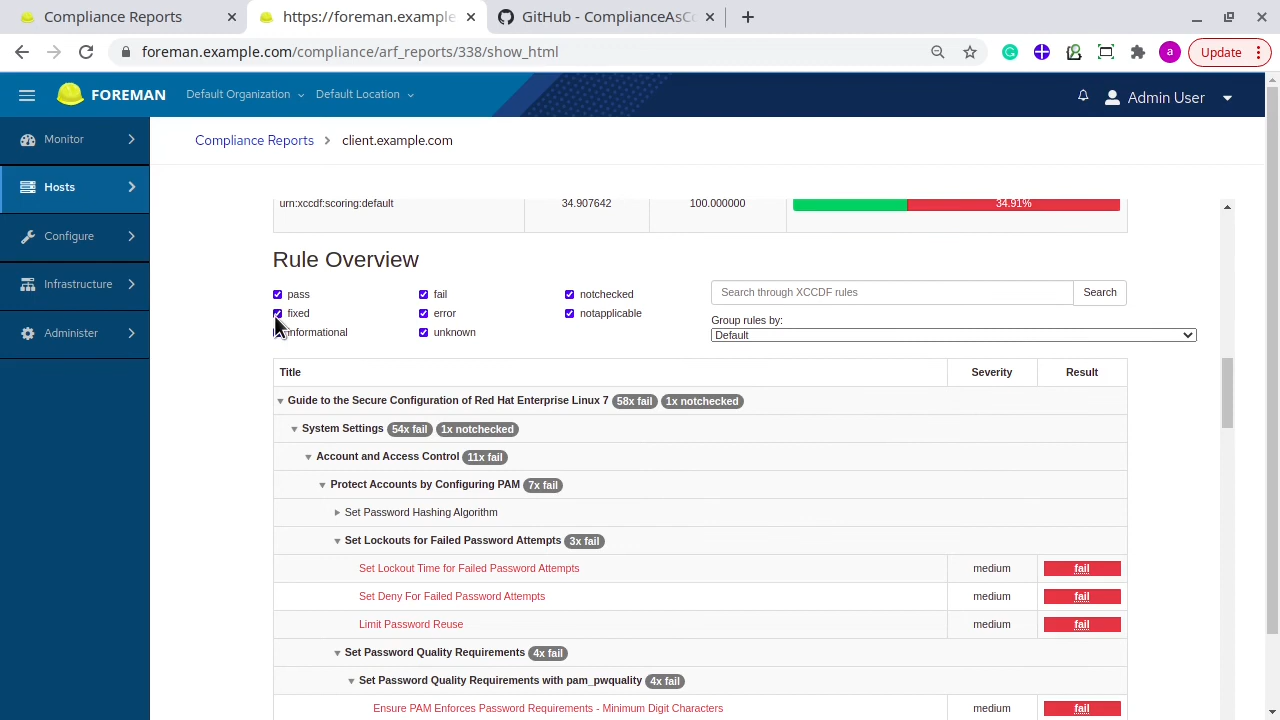 Compliance Reports
https://foreman.example
GitHub - ComplianceAsCo
foreman.example.com/compliance/arf_reports/338/show_html
a
Update
FOREMAN
Default Organization
Default Location
Admin User
Monitor
Hosts
Configure
Infrastructure
Administer
Compliance Reports
client.example.com
urn:xccdf:scoring:default 34.907642 100.000000 34.91%
Rule Overview
pass fail notchecked
fixed error notapplicable
informational unknown
Search through XCCDF rules Search
Group rules by:
Default
Title Severity Result
Guide to the Secure Configuration of Red Hat Enterprise Linux 7 58x fail 1x notchecked
System Settings 54x fail 1x notchecked
Account and Access Control 11x fail
Protect Accounts by Configuring PAM 7x fail
Set Password Hashing Algorithm
Set Lockouts for Failed Password Attempts 3x fail
Set Lockout Time for Failed Password Attempts medium fail
Set Deny For Failed Password Attempts medium fail
Limit Password Reuse medium fail
Set Password Quality Requirements 4x fail
Set Password Quality Requirements with pam_pwquality 4x fail
Ensure PAM Enforces Password Requirements - Minimum Digit Characters medium fail